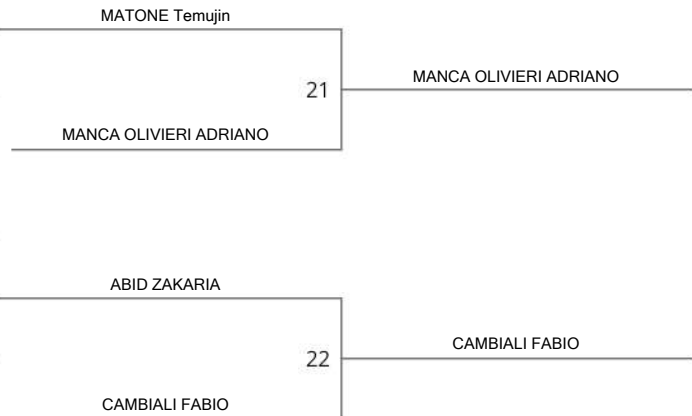 MATONE Temujin
21
MANCA OLIVIERI ADRIANO
MANCA OLIVIERI ADRIANO
ABID ZAKARIA
22
CAMBIALI FABIO
CAMBIALI FABIO